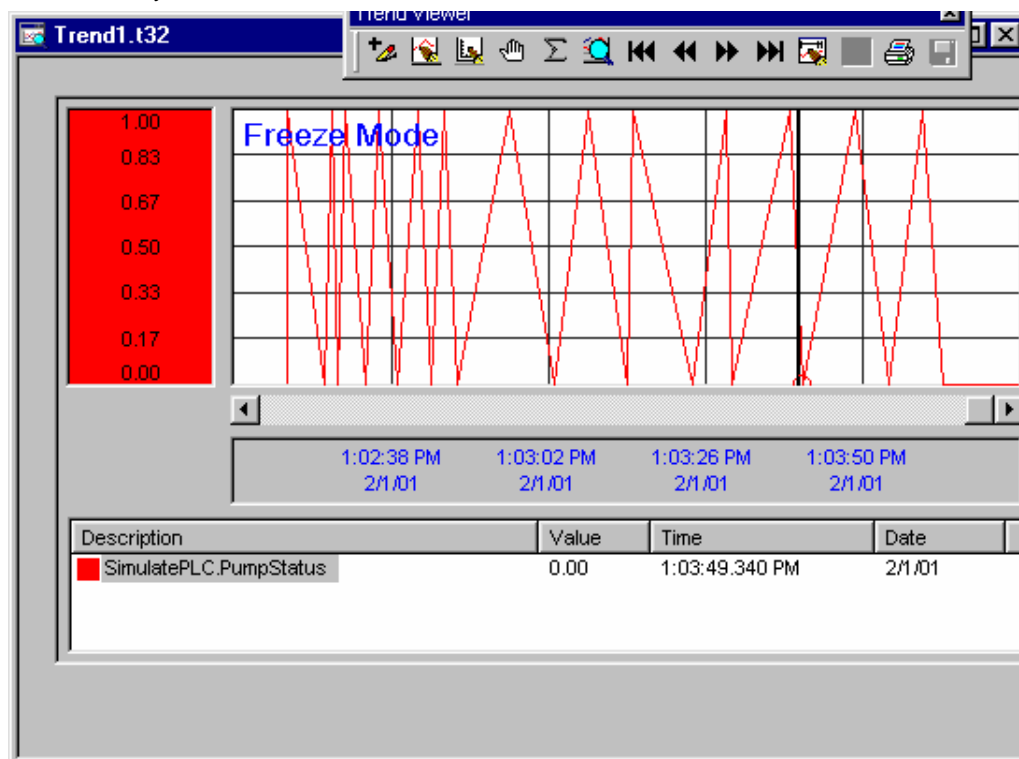 Trend Viewer
Trend1.t32
1.00
0.83
0.67
0.50
0.33
0.17
0.00
Freeze Mode
1:02:38 PM 1:03:02 PM 1:03:26 PM 1:03:50 PM
2/1/01 2/1/01 2/1/01 2/1/01
Description Value Time Date
SimulatePLC.PumpStatus 0.00 1:03:49.340 PM 2/1/01